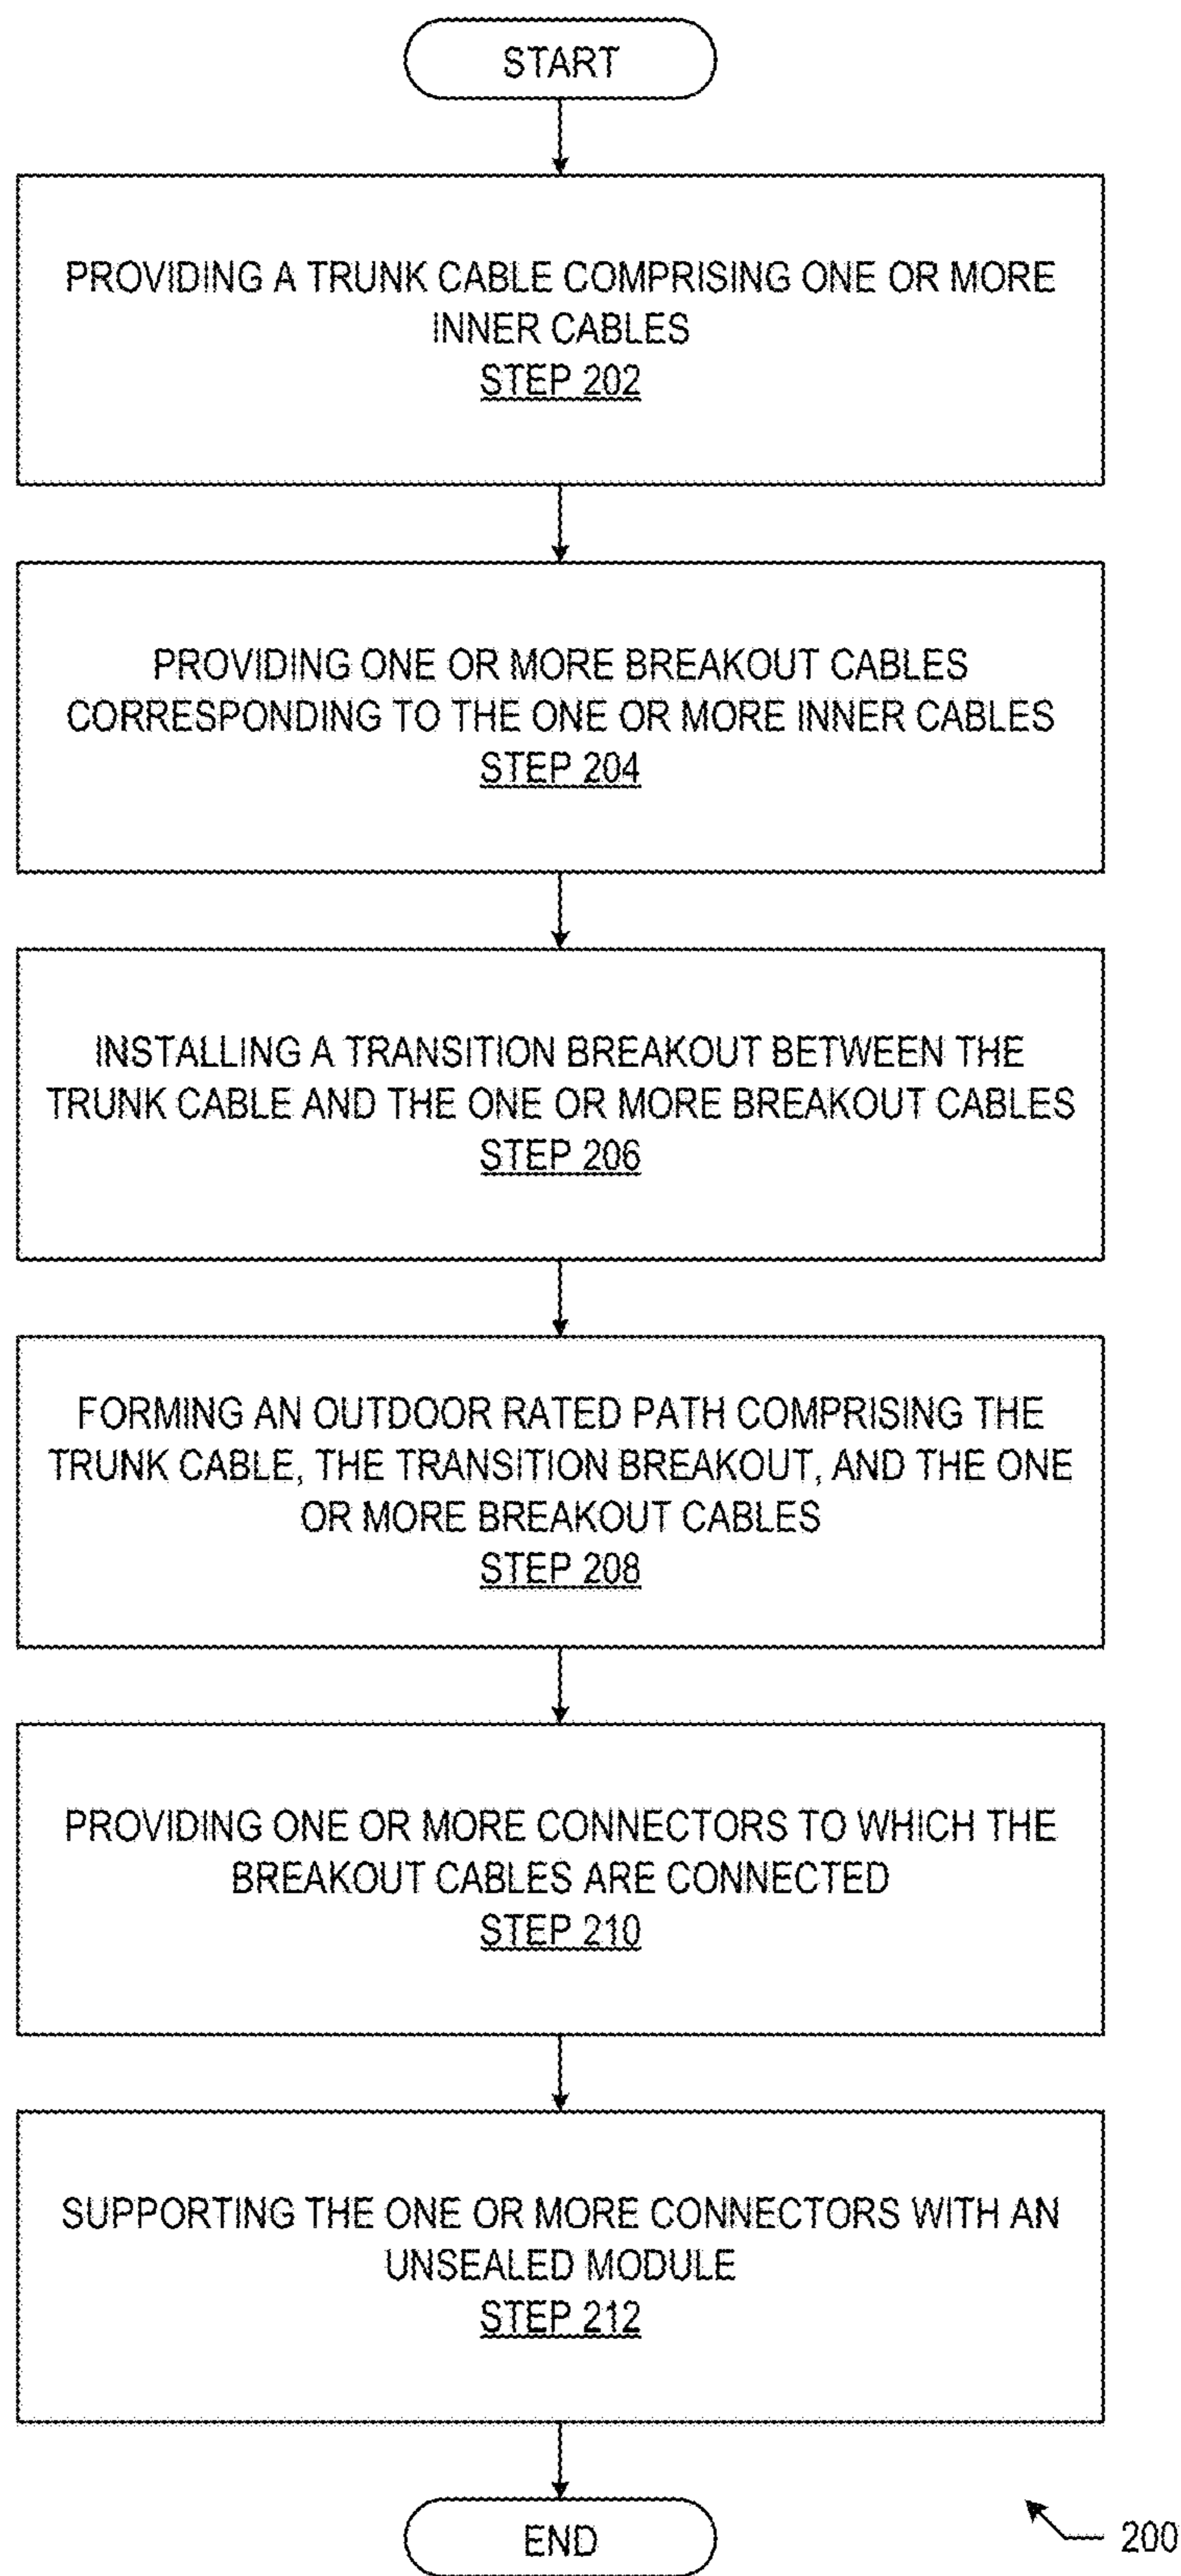 START
PROVIDING A TRUNK CABLE COMPRISING ONE OR MORE
INNER CABLES
STEP 202
PROVIDING ONE OR MORE BREAKOUT CABLES
CORRESPONDING TO THE ONE OR MORE INNER CABLES
STEP 204
INSTALLING A TRANSITION BREAKOUT BETWEEN THE
TRUNK CABLE AND THE ONE OR MORE BREAKOUT CABLES
STEP 206
FORMING AN OUTDOOR RATED PATH COMPRISING THE
TRUNK CABLE, THE TRANSITION BREAKOUT, AND THE ONE
OR MORE BREAKOUT CABLES
STEP 208
PROVIDING ONE OR MORE CONNECTORS TO WHICH THE
BREAKOUT CABLES ARE CONNECTED
STEP 210
SUPPORTING THE ONE OR MORE CONNECTORS WITH AN
UNSEALED MODULE
STEP 212
END
200